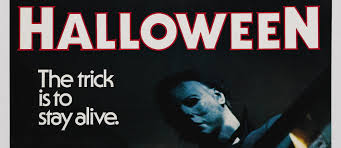 HALLOWEEN
The trick
is to
stay alive.